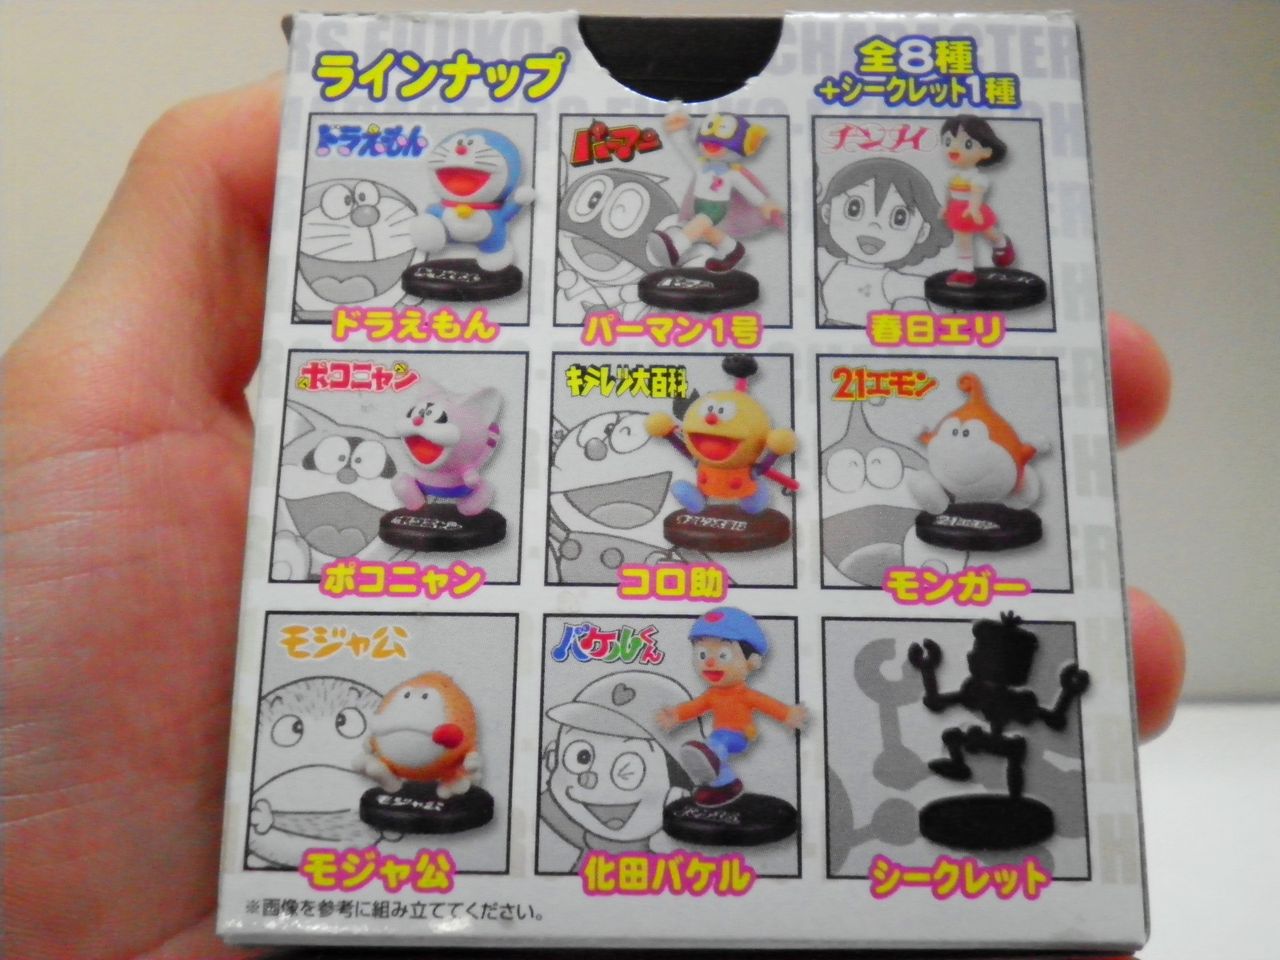 ラインナップ
全8種
+シークレット1種
ドラえもん
パーマン
チンプイ
ドラえもん
パーマン1号
春日エリ
ポコニャン
キテレツ大百科
21エモン
ポコニャン
コロ助
モンガー
モジャ公
バケルくん
モジャ公
化田バケル
シークレット
※画像を参考に組み立ててください。